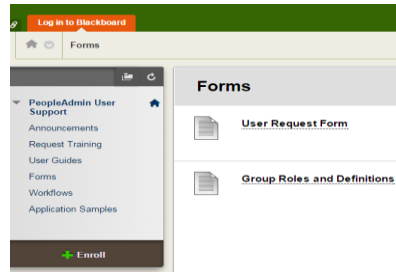 Log in to Blackboard
Forms
PeopleAdmin User
Support
Announcements
Request Training
User Guides
Forms
Workflows
Application Samples
Enroll
Forms
User Request Form
Group Roles and Definitions